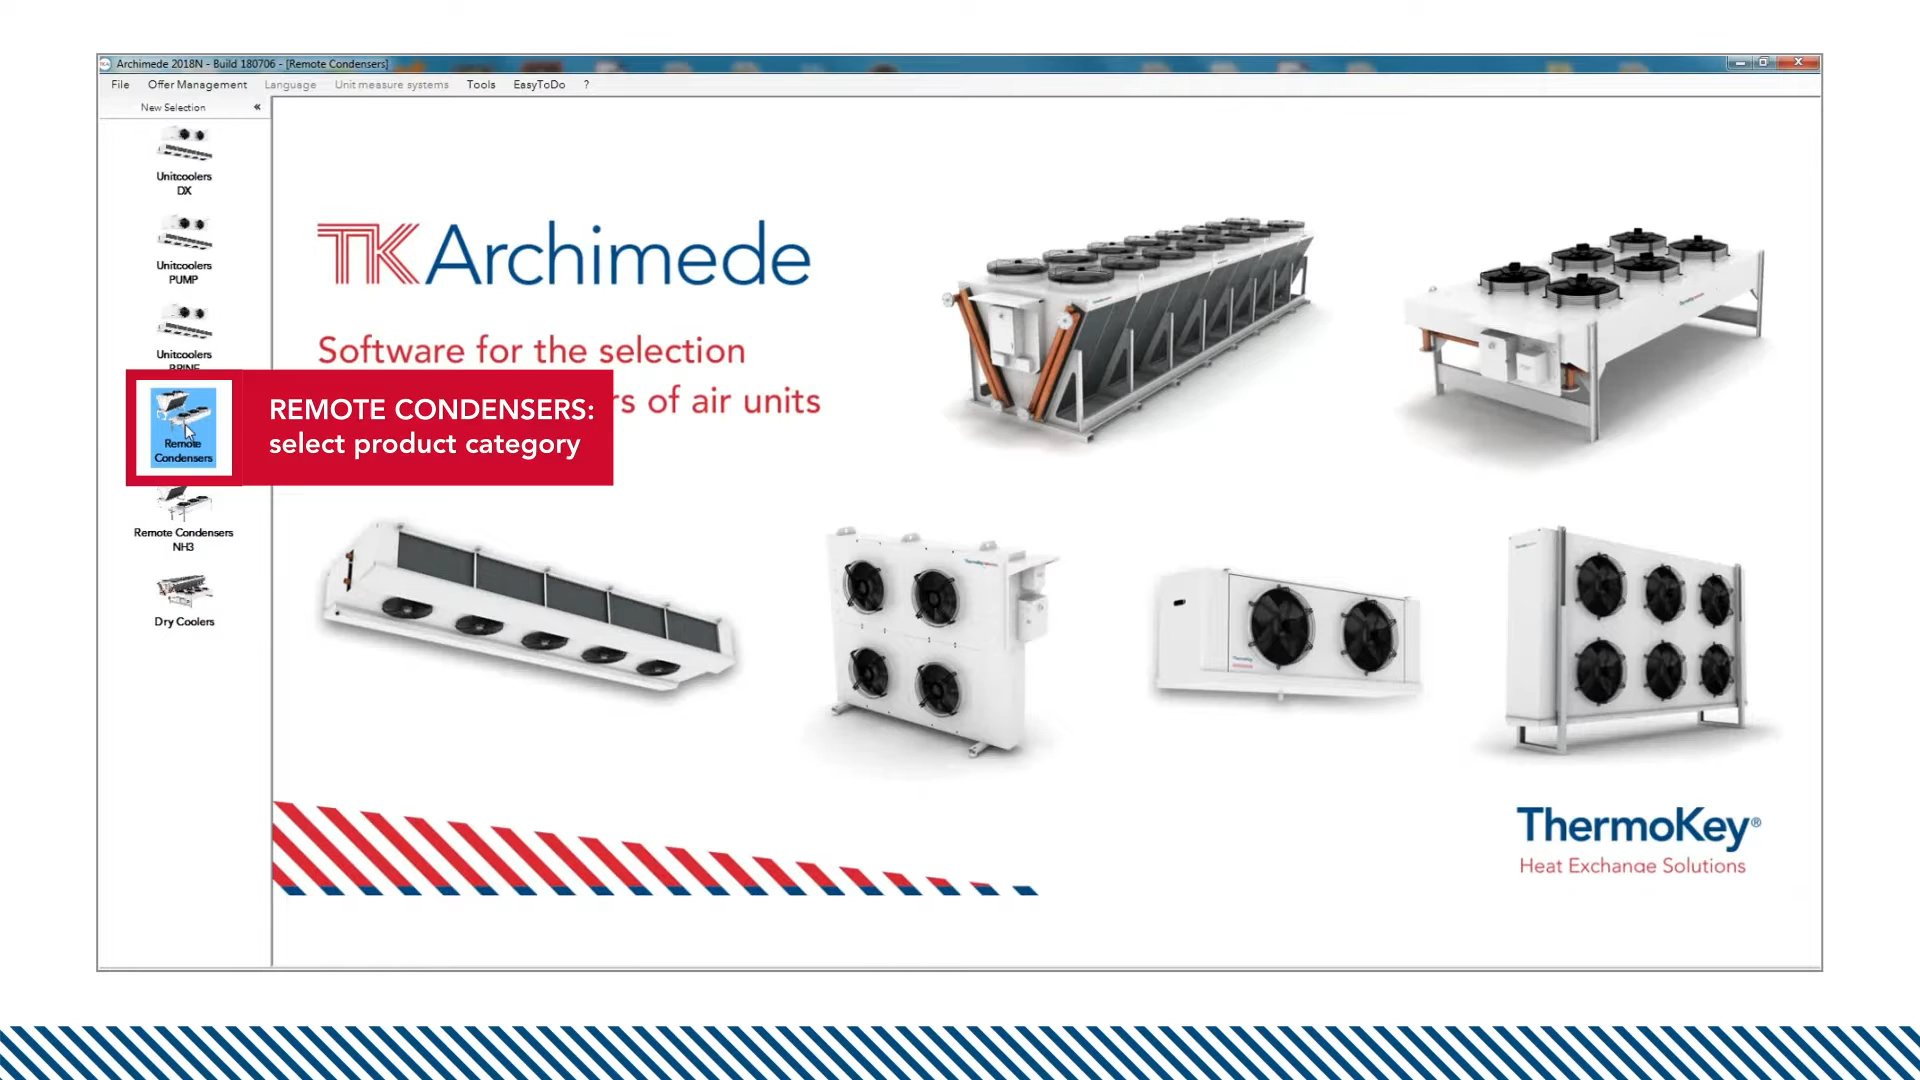 Archimede 2018N - Build 180706 - [Remote Condensers]
File Offer Management Language Unit measure systems Tools EasyToDo ?
New Selection «
Unitcoolers
DX
Unitcoolers
PUMP
Unitcoolers
BRINE
Remote
Condensers
Remote Condensers
NH3
Dry Coolers
TK Archimede
Software for the selection
rs of air units
REMOTE CONDENSERS:
select product category
ThermoKey®
Heat Exchange Solutions